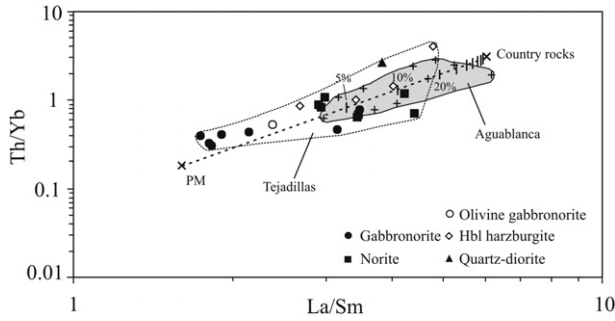 10
Country rocks
5%
10%
20%
1
Th/Yb
Aguablanca
PM
Tejadillas
0.1
Olivine gabbronorite
Gabbronorite
Hbl harzburgite
Norite
Quartz-diorite
0.01
1
La/Sm
10